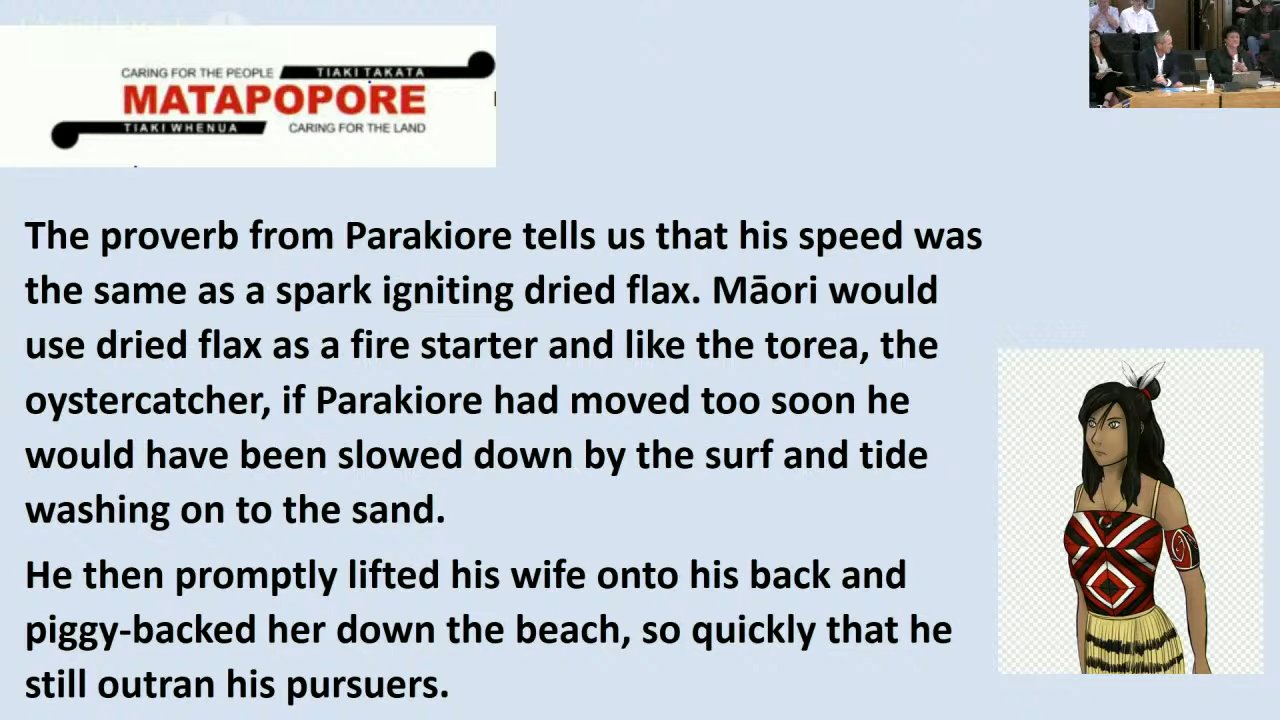 CARING FOR THE PEOPLE TIAKI TAKATA
MATAPOPORE
TIAKI WHENUA CARING FOR THE LAND
The proverb from Parakiore tells us that his speed was
the same as a spark igniting dried flax. Māori would
use dried flax as a fire starter and like the torea, the
oystercatcher, if Parakiore had moved too soon he
would have been slowed down by the surf and tide
washing on to the sand.
He then promptly lifted his wife onto his back and
piggy-backed her down the beach, so quickly that he
still outran his pursuers.